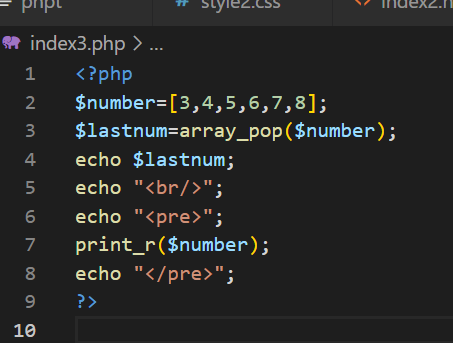 phpt style2.css index2.h
index3.php > ...
1 <?php
2 $number=[3,4,5,6,7,8];
3 $lastnum=array_pop($number);
4 echo $lastnum;
5 echo "<br/>";
6 echo "<pre>";
7 print_r($number);
8 echo "</pre>";
9 ?>
10